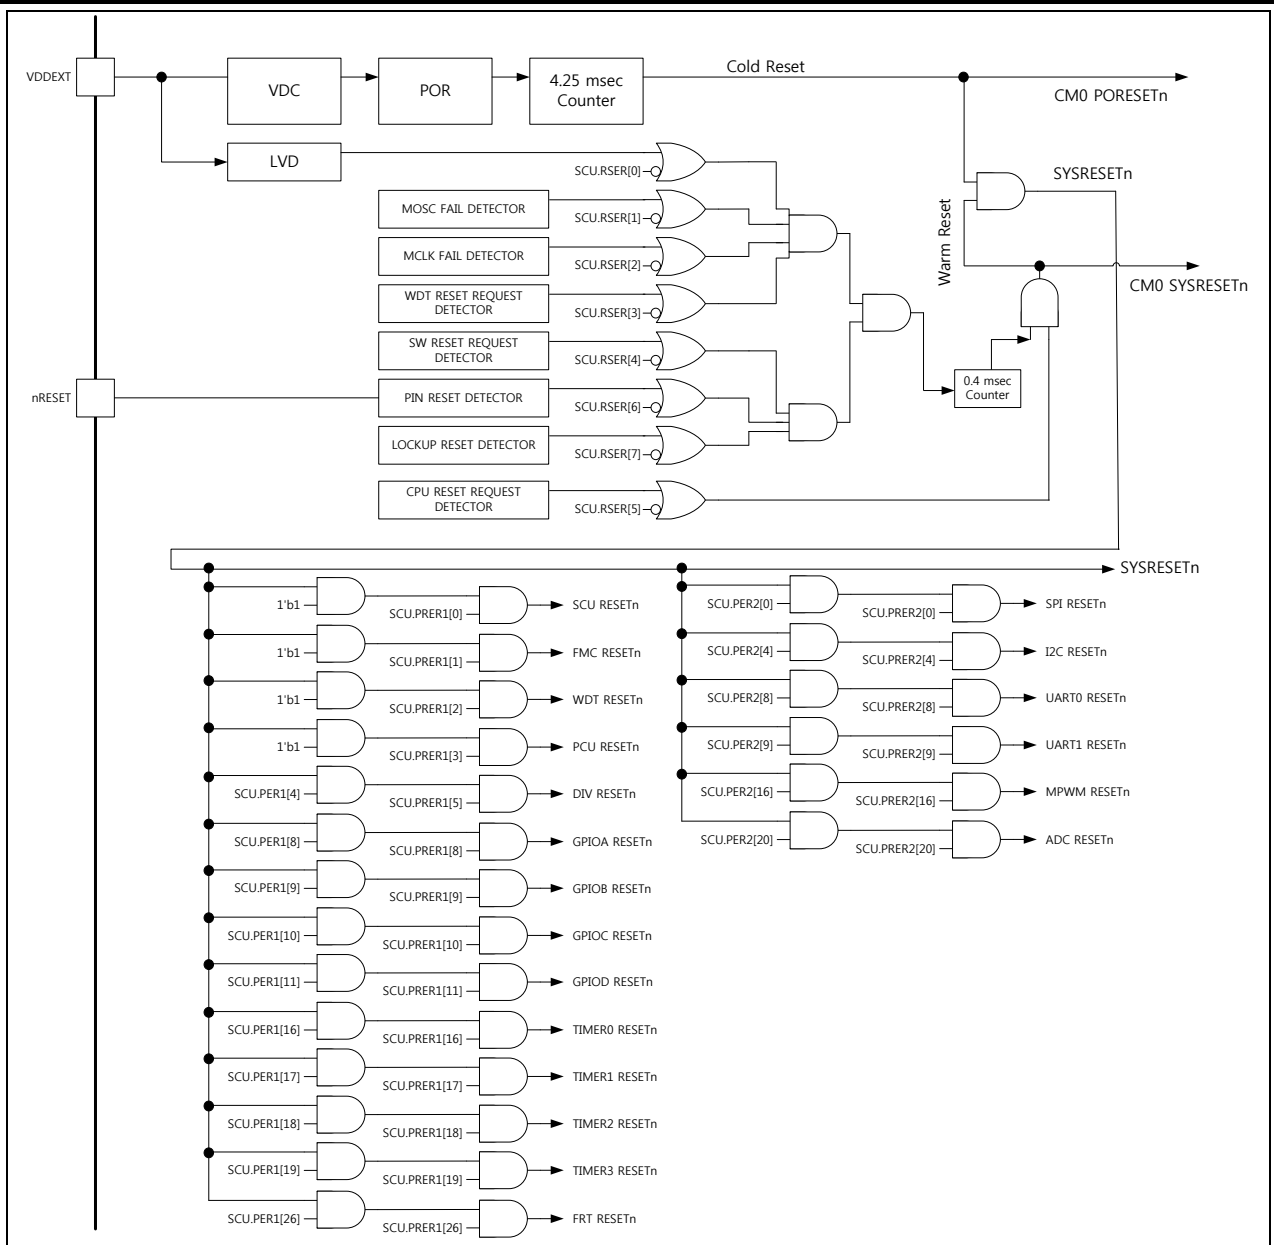 VDDEXT
VDC
POR
4.25 msec
Counter
Cold Reset
CM0 PORESETn
LVD
SCU.RSER[0]
SYSRESETn
MOSC FAIL DETECTOR
SCU.RSER[1]
Warm Reset
MCLK FAIL DETECTOR
SCU.RSER[2]
CM0 SYSRESETn
WDT RESET REQUEST
DETECTOR
SCU.RSER[3]
SW RESET REQUEST
DETECTOR
SCU.RSER[4]
0.4 msec
Counter
nRESET
PIN RESET DETECTOR
SCU.RSER[6]
LOCKUP RESET DETECTOR
SCU.RSER[7]
CPU RESET REQUEST
DETECTOR
SCU.RSER[5]
SYSRESETn
1'b1
SCU.PRER1[0]
SCU RESETn
1'b1
SCU.PRER1[1]
FMC RESETn
1'b1
SCU.PRER1[2]
WDT RESETn
1'b1
SCU.PRER1[3]
PCU RESETn
SCU.PER1[4]
SCU.PRER1[5]
DIV RESETn
SCU.PER1[8]
SCU.PRER1[8]
GPIOA RESETn
SCU.PER1[9]
SCU.PRER1[9]
GPIOB RESETn
SCU.PER1[10]
SCU.PRER1[10]
GPIOC RESETn
SCU.PER1[11]
SCU.PRER1[11]
GPIOD RESETn
SCU.PER1[16]
SCU.PRER1[16]
TIMER0 RESETn
SCU.PER1[17]
SCU.PRER1[17]
TIMER1 RESETn
SCU.PER1[18]
SCU.PRER1[18]
TIMER2 RESETn
SCU.PER1[19]
SCU.PRER1[19]
TIMER3 RESETn
SCU.PER1[26]
SCU.PRER1[26]
FRT RESETn
SCU.PER2[0]
SCU.PRER2[0]
SPI RESETn
SCU.PER2[4]
SCU.PRER2[4]
I2C RESETn
SCU.PER2[8]
SCU.PRER2[8]
UART0 RESETn
SCU.PER2[9]
SCU.PRER2[9]
UART1 RESETn
SCU.PER2[16]
SCU.PRER2[16]
MPWM RESETn
SCU.PER2[20]
SCU.PRER2[20]
ADC RESETn